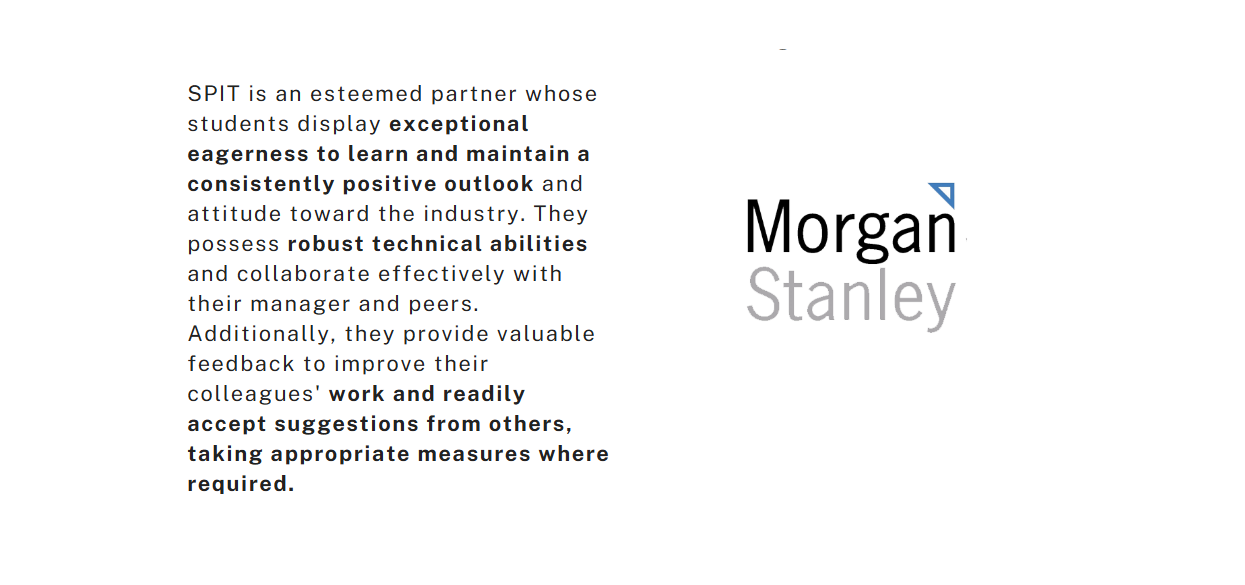 SPIT is an esteemed partner whose
students display exceptional
eagerness to learn and maintain a
consistently positive outlook and
attitude toward the industry. They
possess robust technical abilities
and collaborate effectively with
their manager and peers.
Additionally, they provide valuable
feedback to improve their
colleagues' work and readily
accept suggestions from others,
taking appropriate measures where
required.
Morgan
Stanley